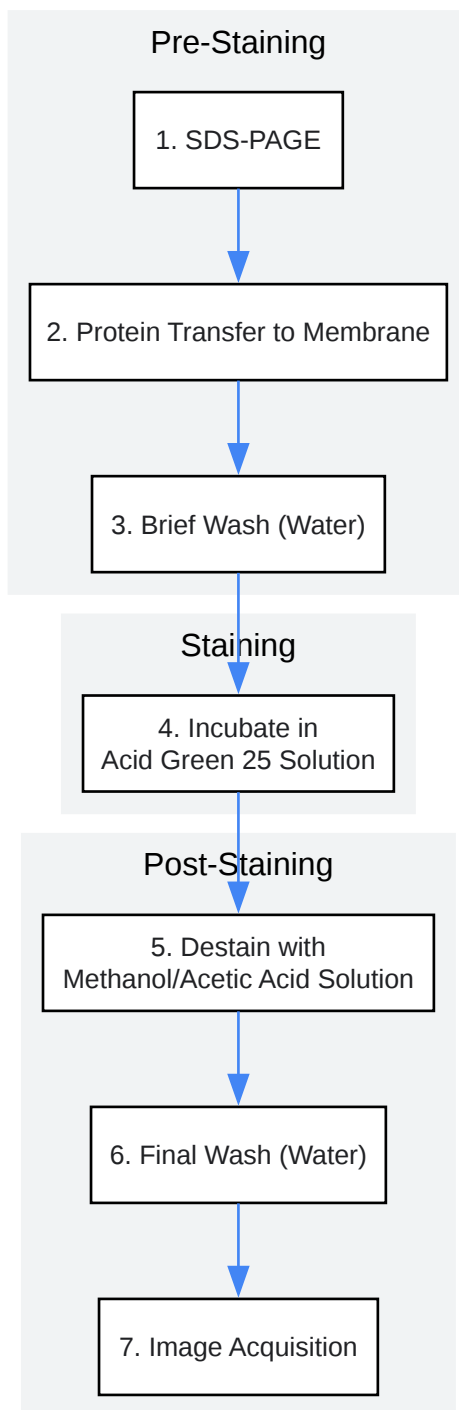 Pre-Staining
1. SDS-PAGE
2. Protein Transfer to Membrane
3. Brief Wash (Water)
Staining
4. Incubate in
Acid Green 25 Solution
Post-Staining
5. Destain with
Methanol/Acetic Acid Solution
6. Final Wash (Water)
7. Image Acquisition